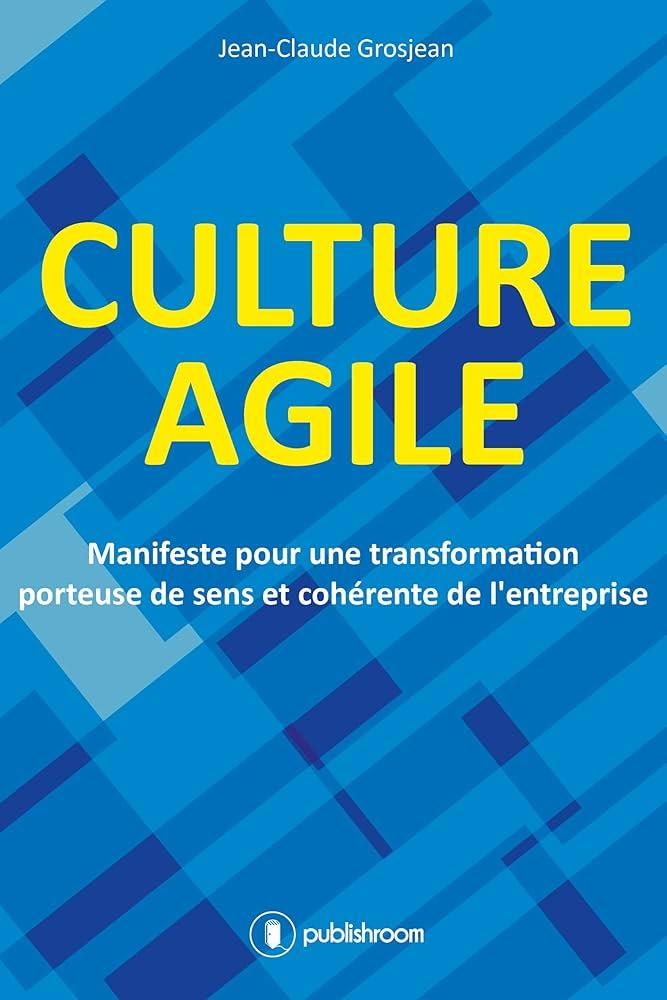 Jean-Claude Grosjean
CULTURE
AGILE
Manifeste pour une transformation
porteuse de sens et cohérente de l'entreprise
publishroom